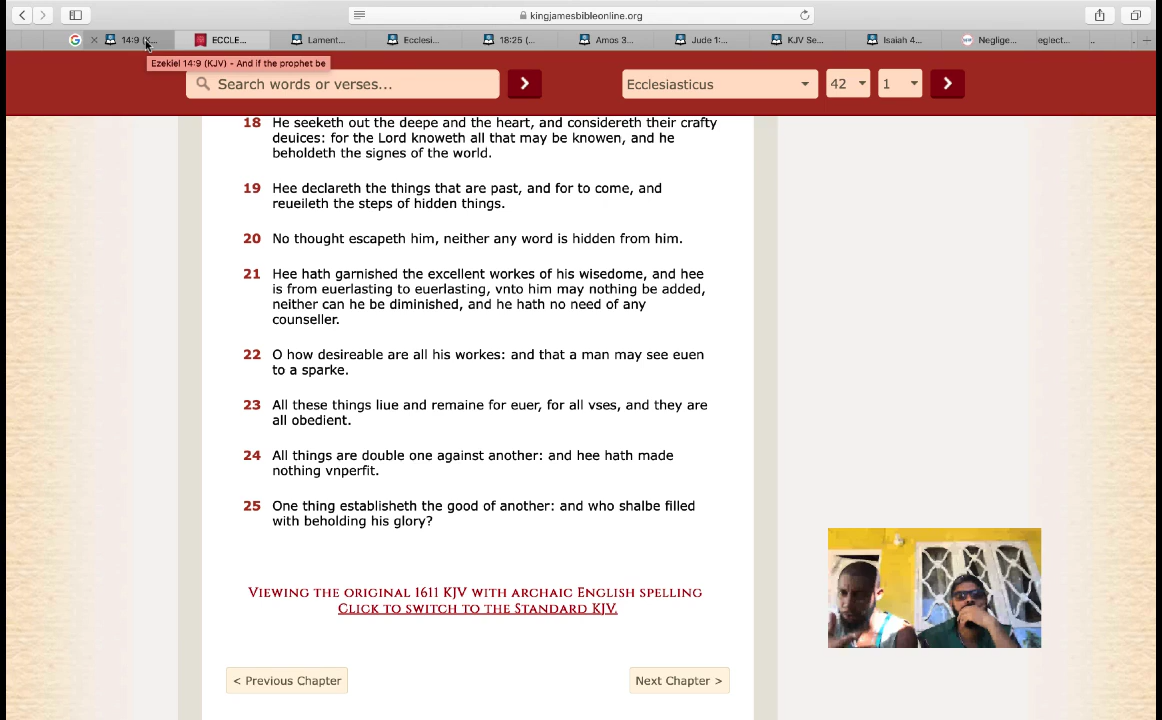 kingjamesbibleonline.org
14:9 (K...
ECCLE...
Lament...
Ecclesi...
18:25 (...
Amos 3...
Jude 1:...
KJV Se...
Isaiah 4...
Neglige...
eglect...
Ezekiel 14:9 (KJV) - And if the prophet be
Search words or verses...
Ecclesiasticus
42
1
18 He seeketh out the deepe and the heart, and considereth their crafty
deuices: for the Lord knoweth all that may be knowen, and he
beholdeth the signes of the world.
19 Hee declareth the things that are past, and for to come, and
reueileth the steps of hidden things.
20 No thought escapeth him, neither any word is hidden from him.
21 Hee hath garnished the excellent workes of his wisedome, and hee
is from euerlasting to euerlasting, vnto him may nothing be added,
neither can he be diminished, and he hath no need of any
counseller.
22 O how desireable are all his workes: and that a man may see euen
to a sparke.
23 All these things liue and remaine for euer, for all vses, and they are
all obedient.
24 All things are double one against another: and hee hath made
nothing vnperfit.
25 One thing establisheth the good of another: and who shalbe filled
with beholding his glory?
Viewing the original 1611 KJV with archaic English spelling
Click to switch to the Standard KJV.
< Previous Chapter
Next Chapter >